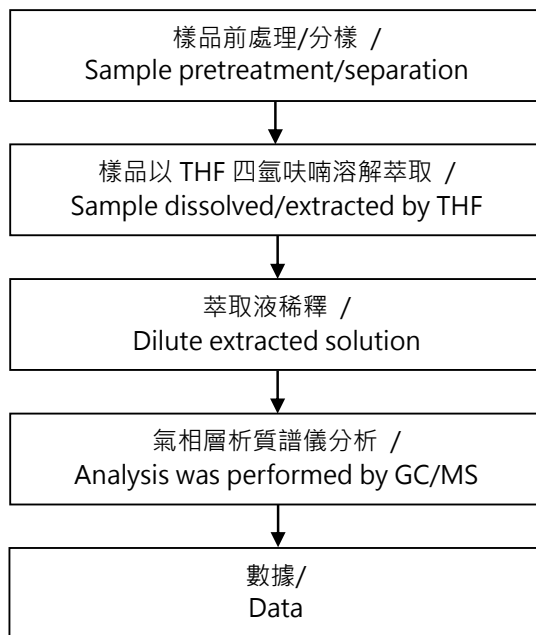 樣品前處理/分樣 /
Sample pretreatment/separation
樣品以 THF 四氫呋喃溶解萃取 /
Sample dissolved/extracted by THF
萃取液稀釋 /
Dilute extracted solution
氣相層析質譜儀分析 /
Analysis was performed by GC/MS
數據/
Data